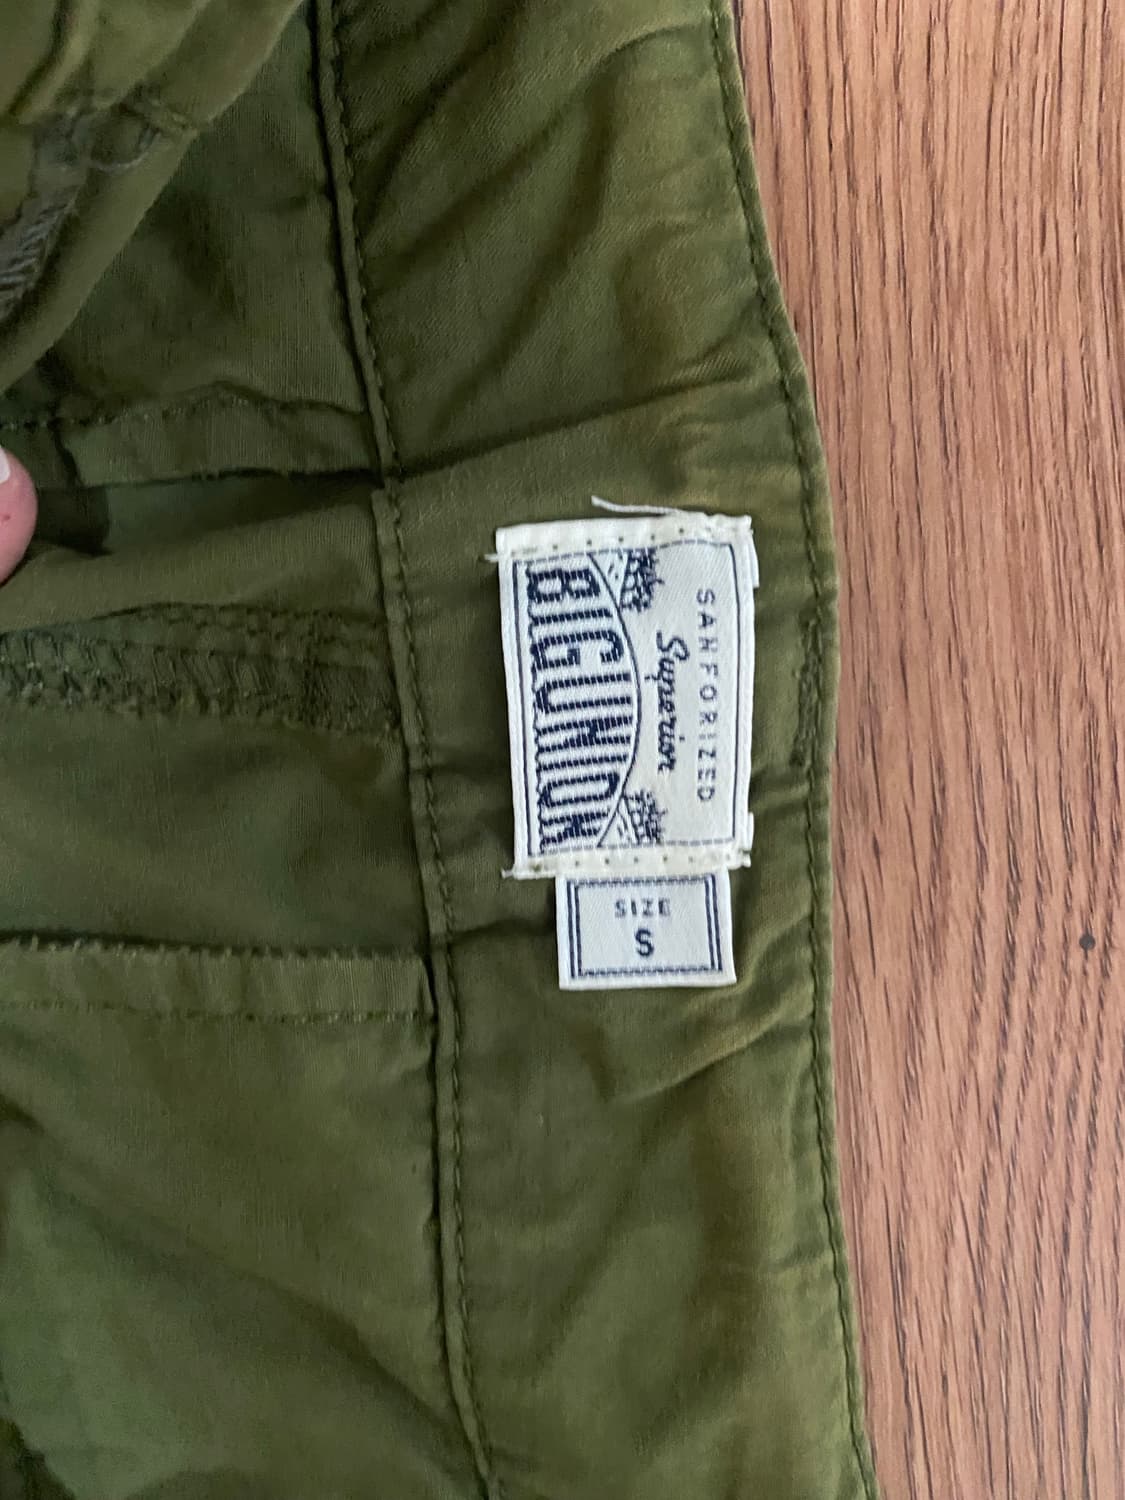 SANFORIZED
Superior
BIG UNION
SIZE
S